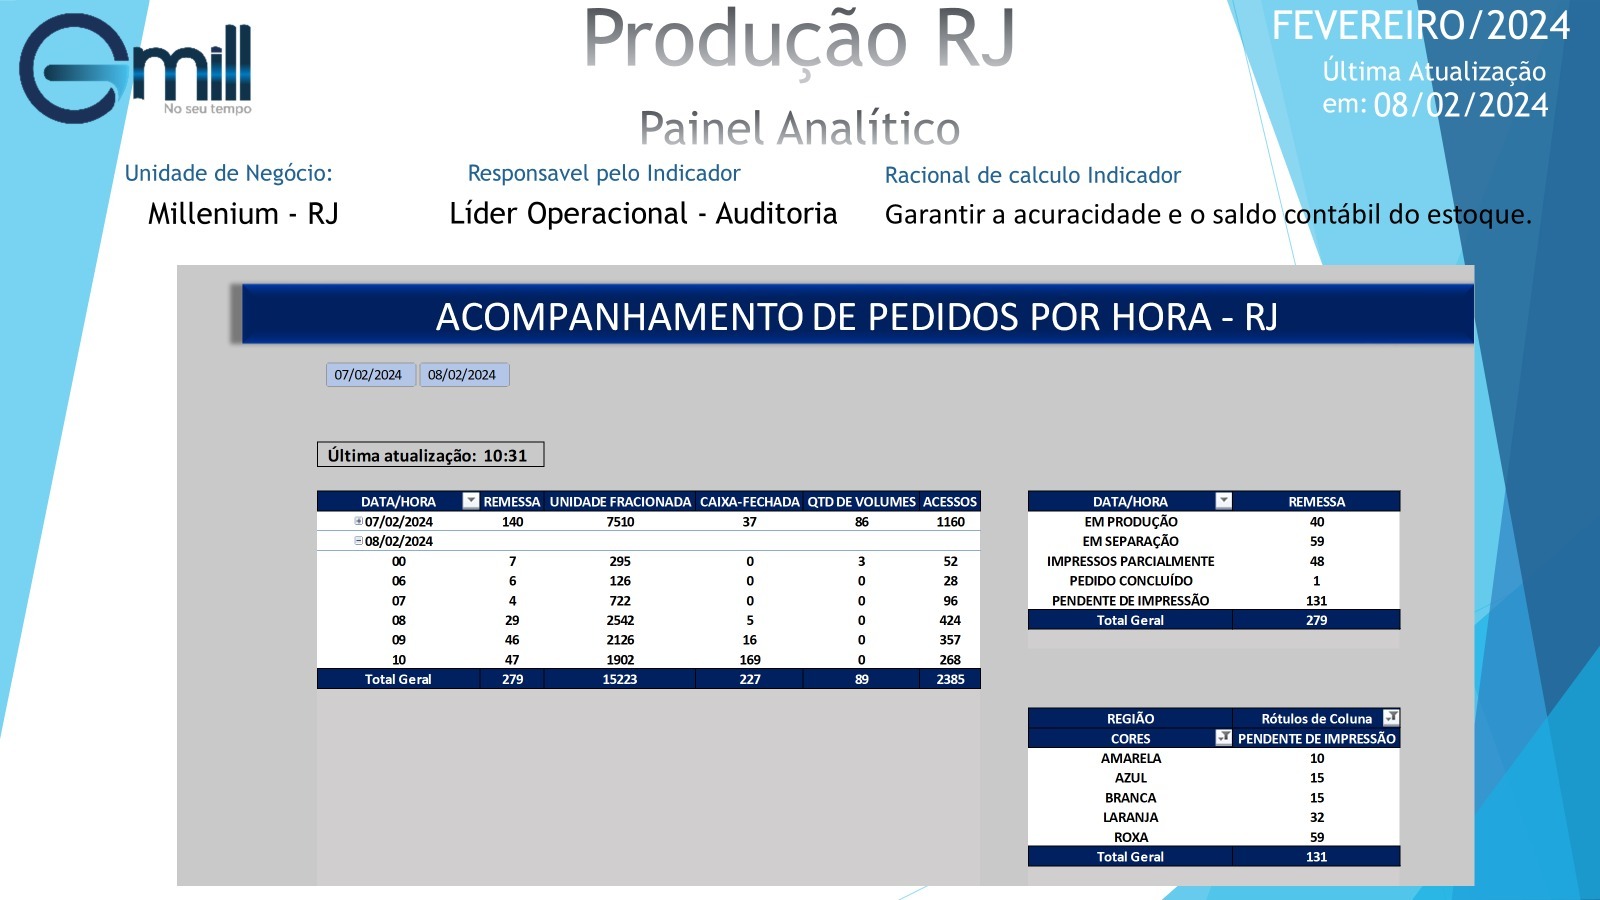 Gmill
No seu tempo
Produção RJ
Painel Analítico
FEVEREIRO/2024
Última Atualização
em: 08/02/2024
Unidade de Negócio:
Millenium - RJ
Responsavel pelo Indicador
Líder Operacional - Auditoria
Racional de calculo Indicador
Garantir a acuracidade e o saldo contábil do estoque.
ACOMPANHAMENTO DE PEDIDOS POR HORA - RJ
07/02/2024 08/02/2024
Última atualização: 10:31
DATA/HORA REMESSA UNIDADE FRACIONADA CAIXA-FECHADA QTD DE VOLUMES ACESSOS
07/02/2024 140 7510 37 86 1160
08/02/2024
00 7 295 0 3 52
06 6 126 0 0 28
07 4 722 0 0 96
08 29 2542 5 0 424
09 46 2126 16 0 357
10 47 1902 169 0 268
Total Geral 279 15223 227 89 2385
DATA/HORA REMESSA
EM PRODUÇÃO 40
EM SEPARAÇÃO 59
IMPRESSOS PARCIALMENTE 48
PEDIDO CONCLUÍDO 1
PENDENTE DE IMPRESSÃO 131
Total Geral 279
REGIÃO Rótulos de Coluna
CORES PENDENTE DE IMPRESSÃO
AMARELA 10
AZUL 15
BRANCA 15
LARANJA 32
ROXA 59
Total Geral 131